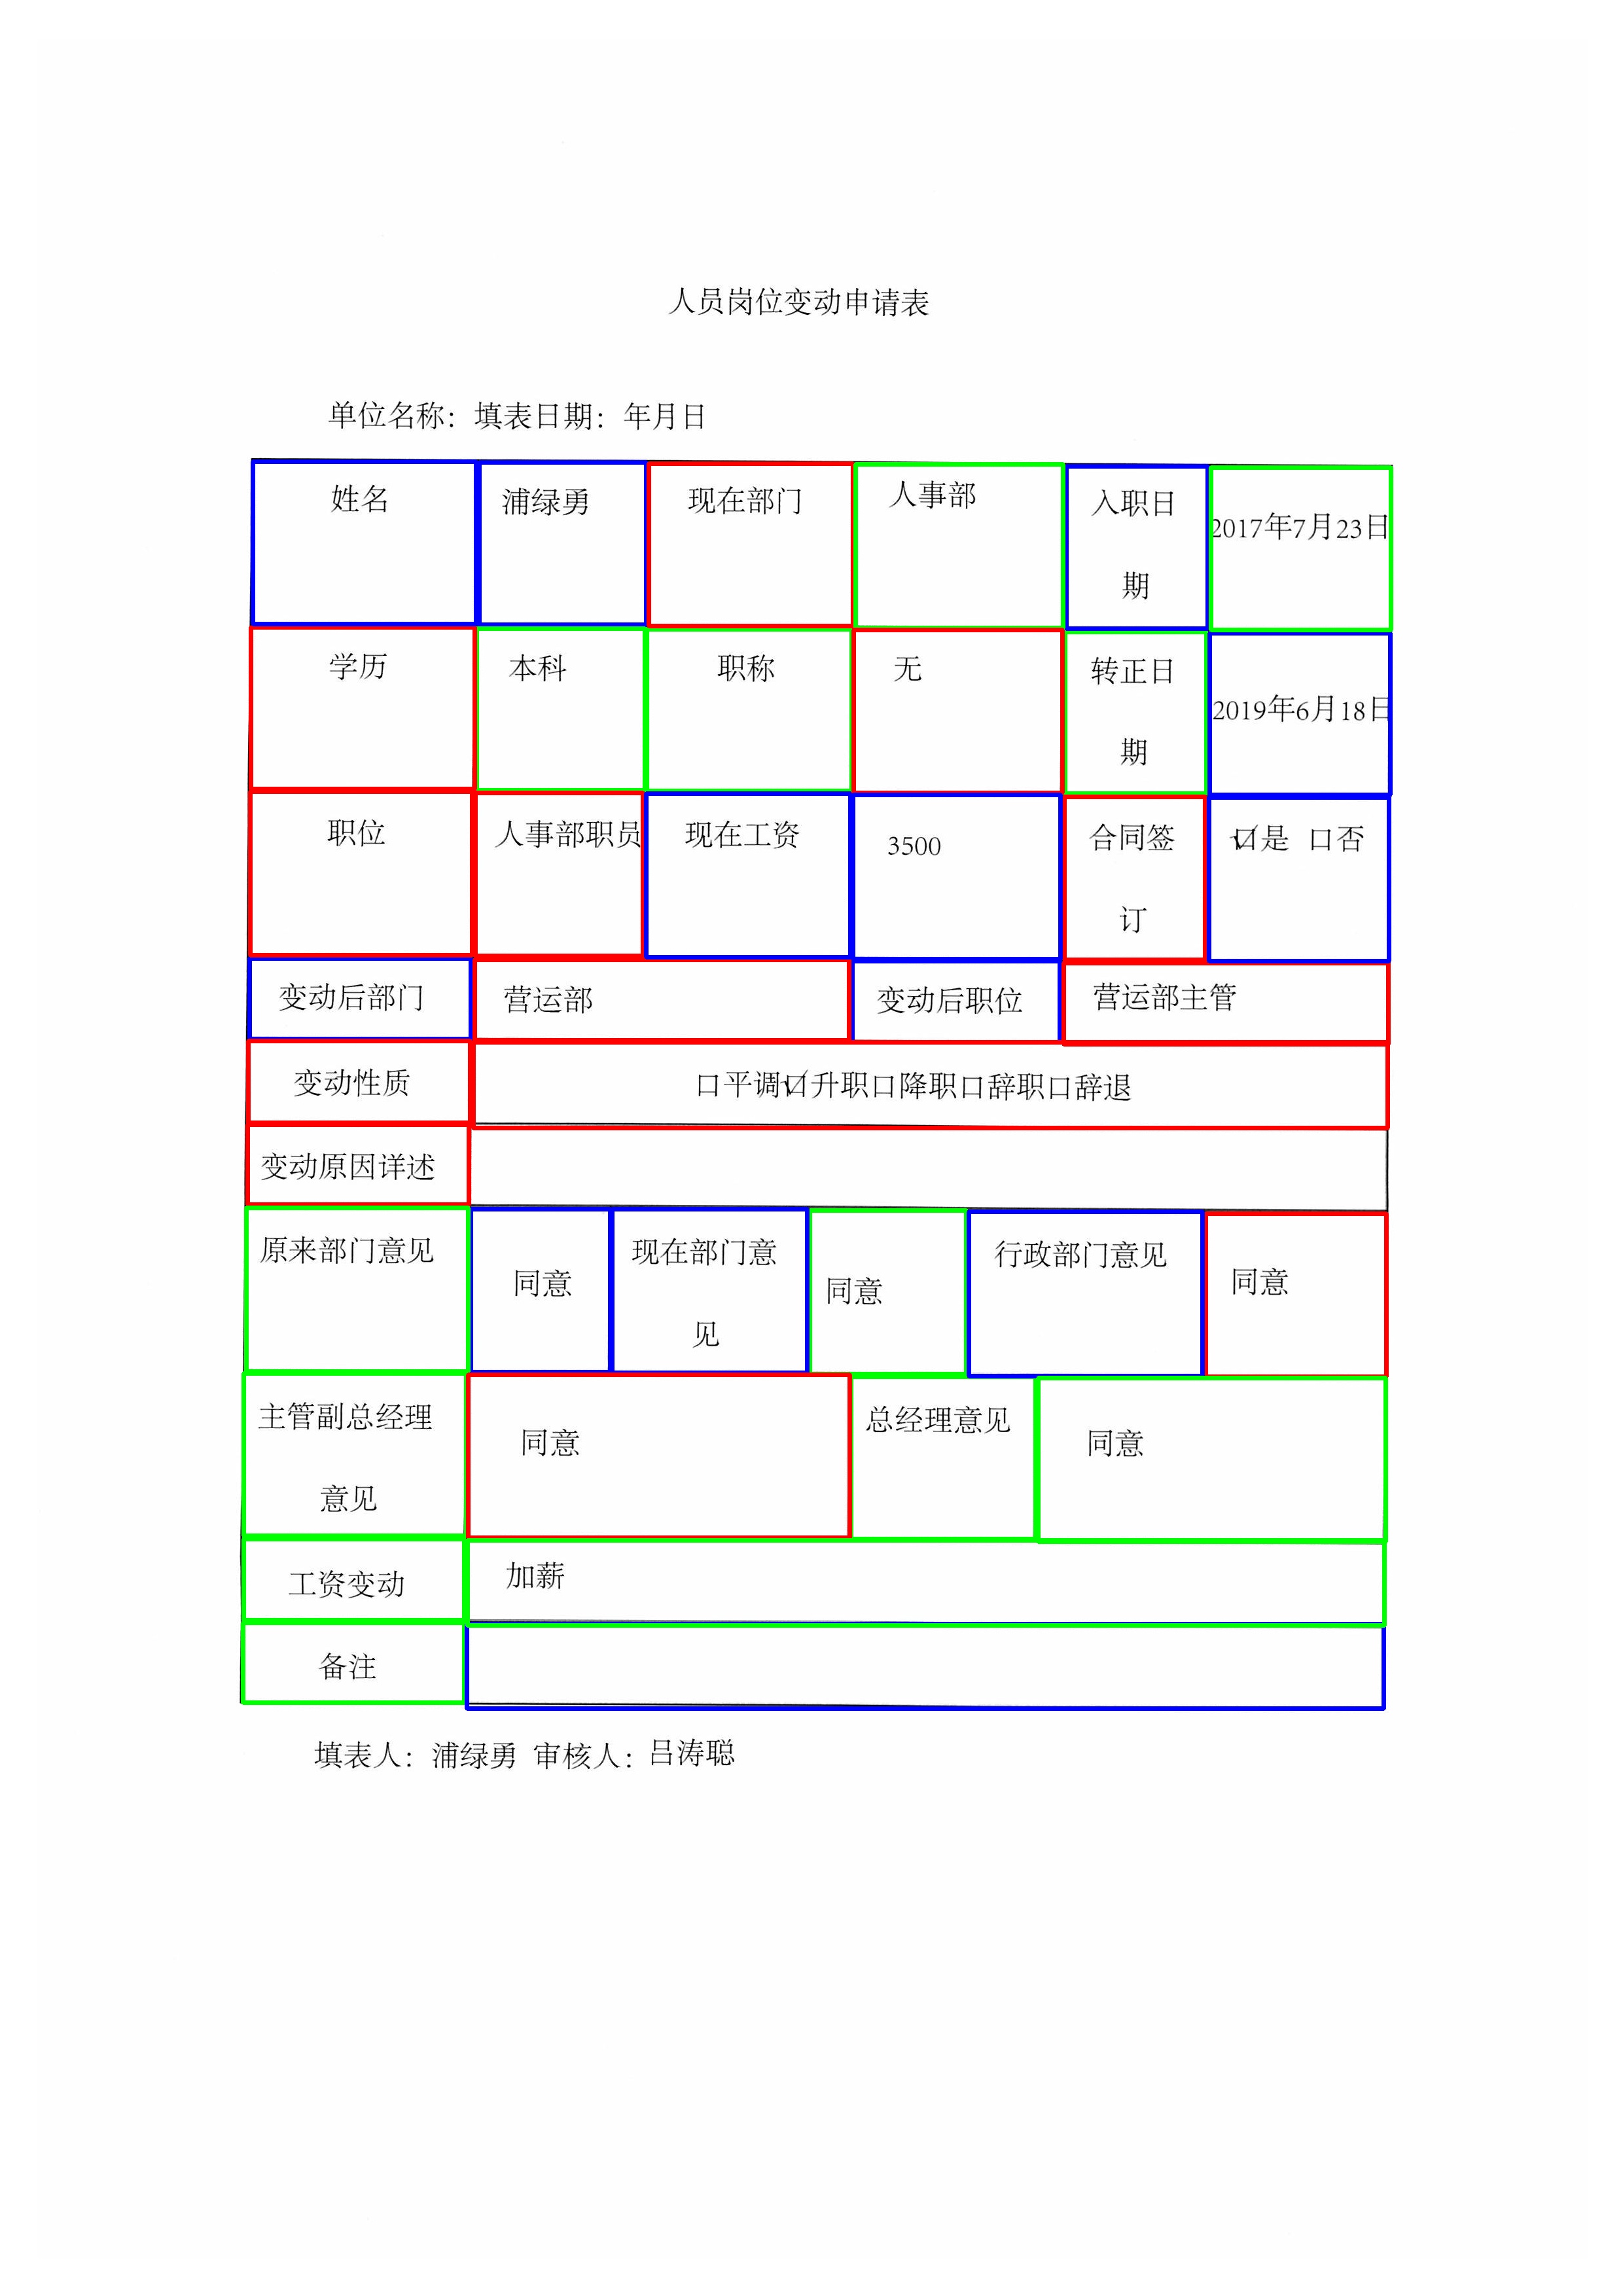 人员岗位变动申请表
单位名称：填表日期：年月日
姓名 浦绿勇 现在部门 人事部 入职日期 2017年7月23日
学历 本科 职称 无 转正日期 2019年6月18日
职位 人事部职员 现在工资 3500 合同签订 ☑是 口否
变动后部门 营运部 变动后职位 营运部主管
变动性质 口平调☑升职口降职口辞职口辞退
变动原因详述
原来部门意见 同意 现在部门意见 同意 行政部门意见 同意
主管副总经理意见 同意 总经理意见 同意
工资变动 加薪
备注
填表人：浦绿勇 审核人：吕涛聪